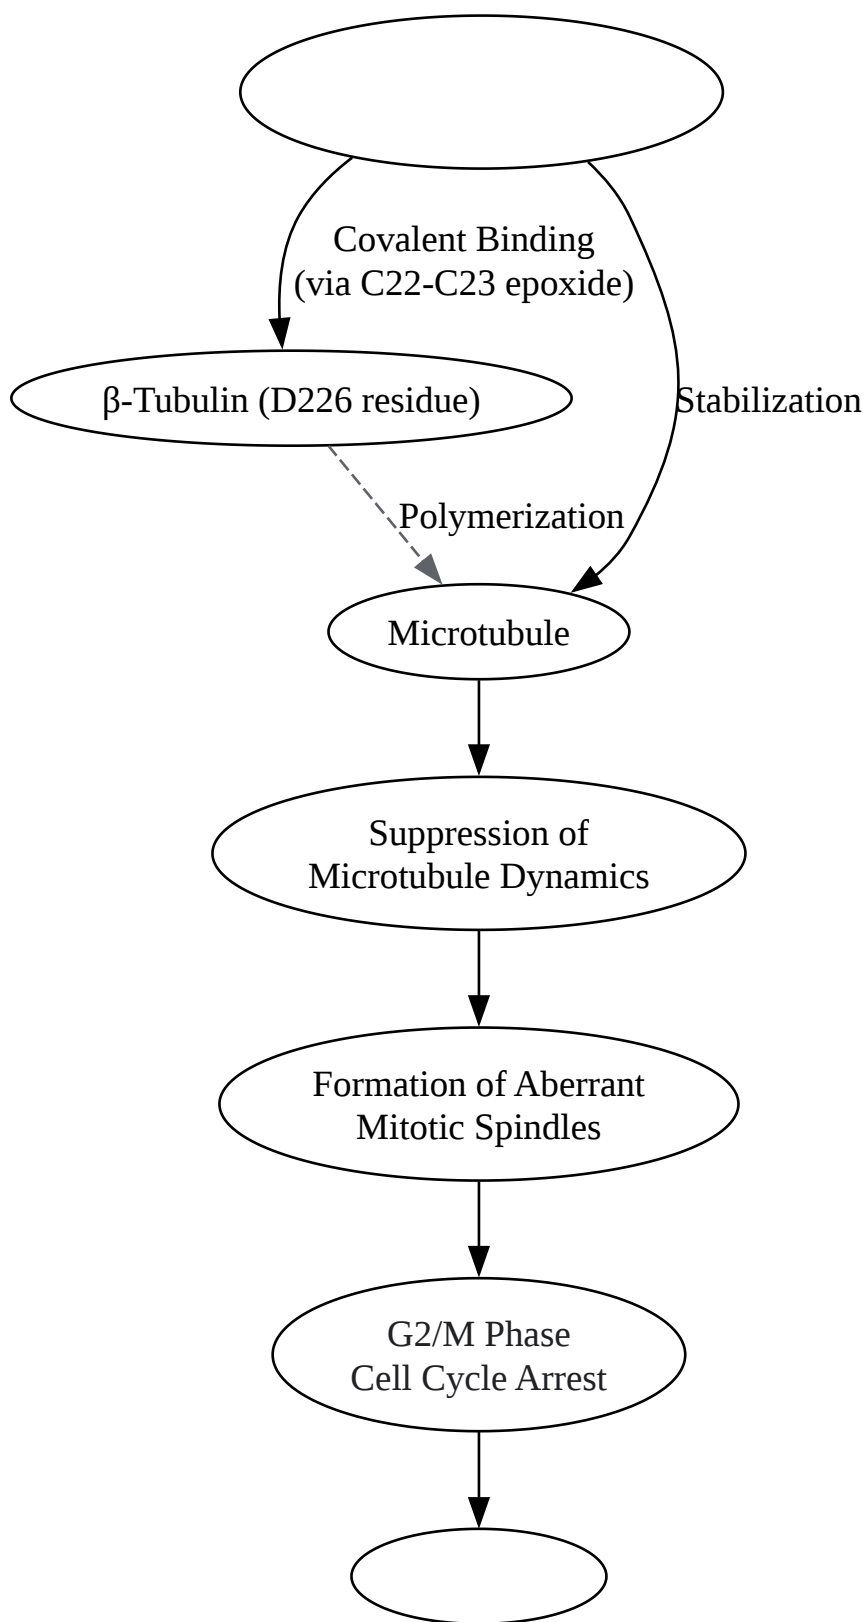 Covalent Binding
(via C22-C23 epoxide)
β-Tubulin (D226 residue)
Stabilization
Polymerization
Microtubule
Suppression of
Microtubule Dynamics
Formation of Aberrant
Mitotic Spindles
G2/M Phase
Cell Cycle Arrest